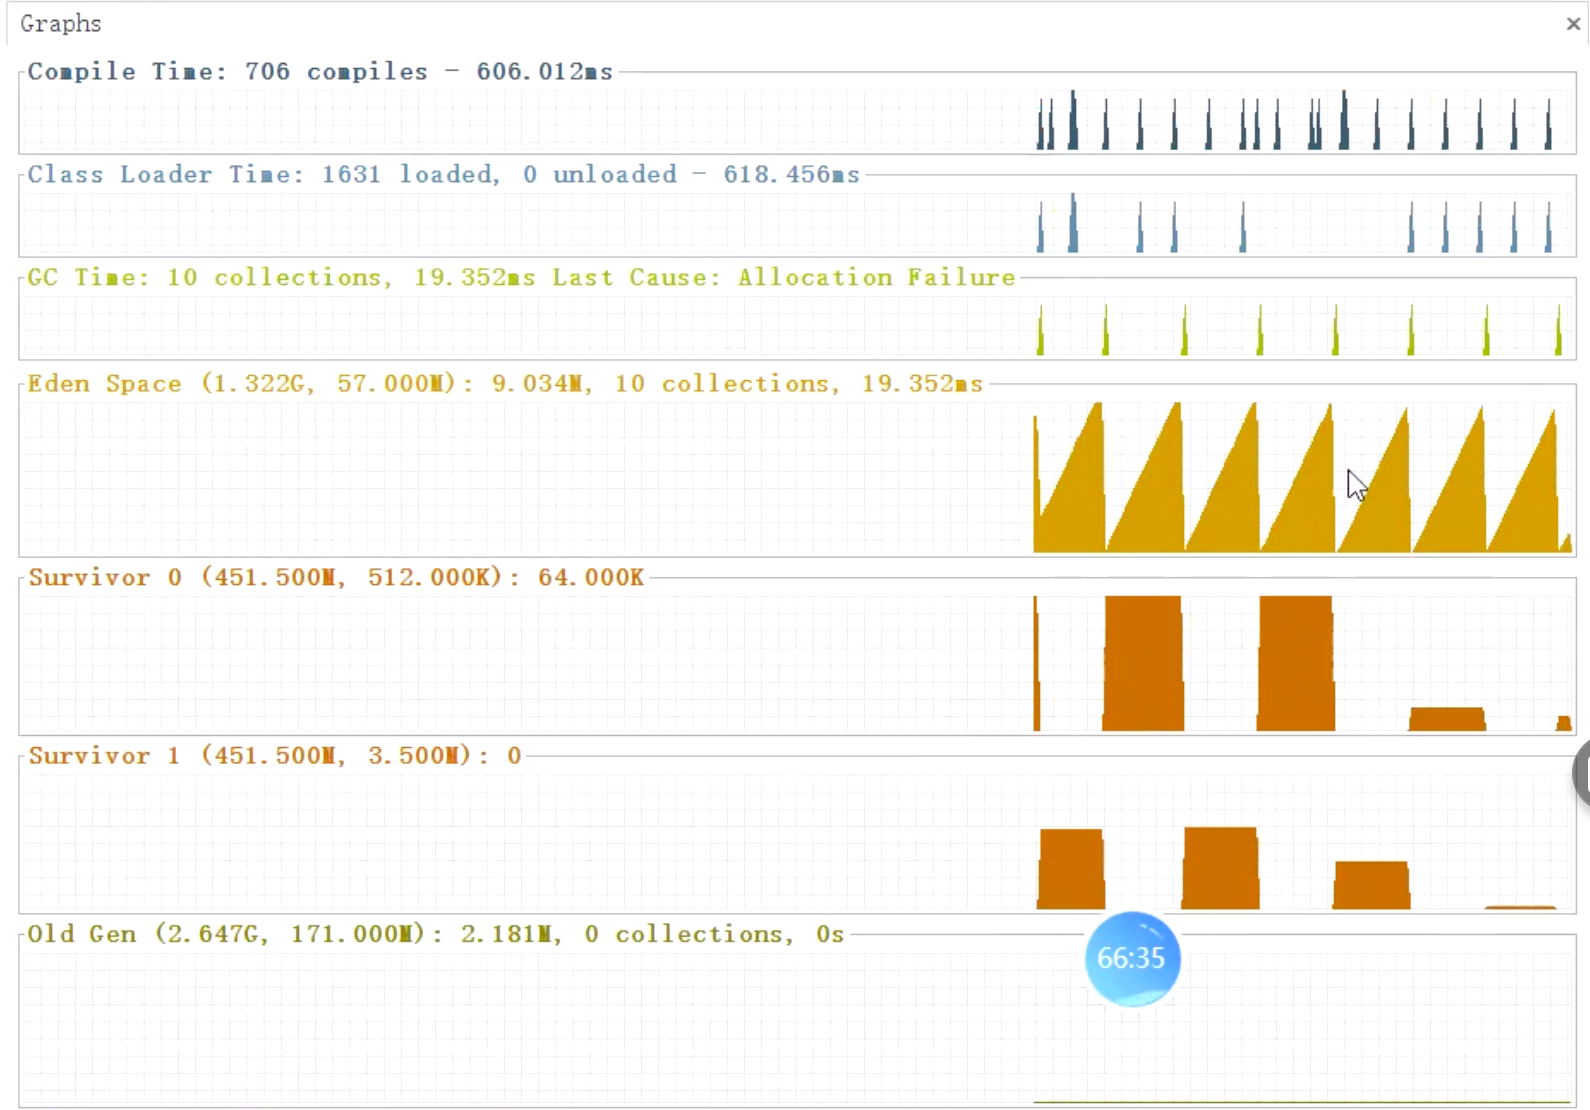 Graphs
Compile Time: 706 compiles - 606.012ms
Class Loader Time: 1631 loaded, 0 unloaded - 618.456ms
GC Time: 10 collections, 19.352ms Last Cause: Allocation Failure
Eden Space (1.322G, 57.000M): 9.034M, 10 collections, 19.352ms
Survivor 0 (451.500M, 512.000K): 64.000K
Survivor 1 (451.500M, 3.500M): 0
Old Gen (2.647G, 171.000M): 2.181M, 0 collections, 0s
66:35